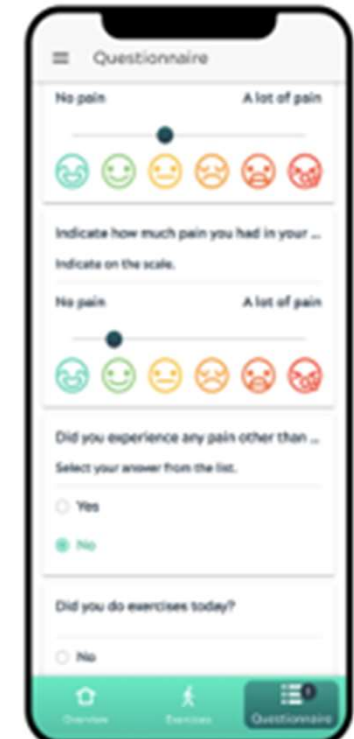 Questionnaire
No pain A lot of pain
Indicate how much pain you had in your ...
Indicate on the scale.
No pain A lot of pain
Did you experience any pain other than ...
Select your answer from the list.
Yes
No
Did you do exercises today?
No
Overview Exercises Questionnaire